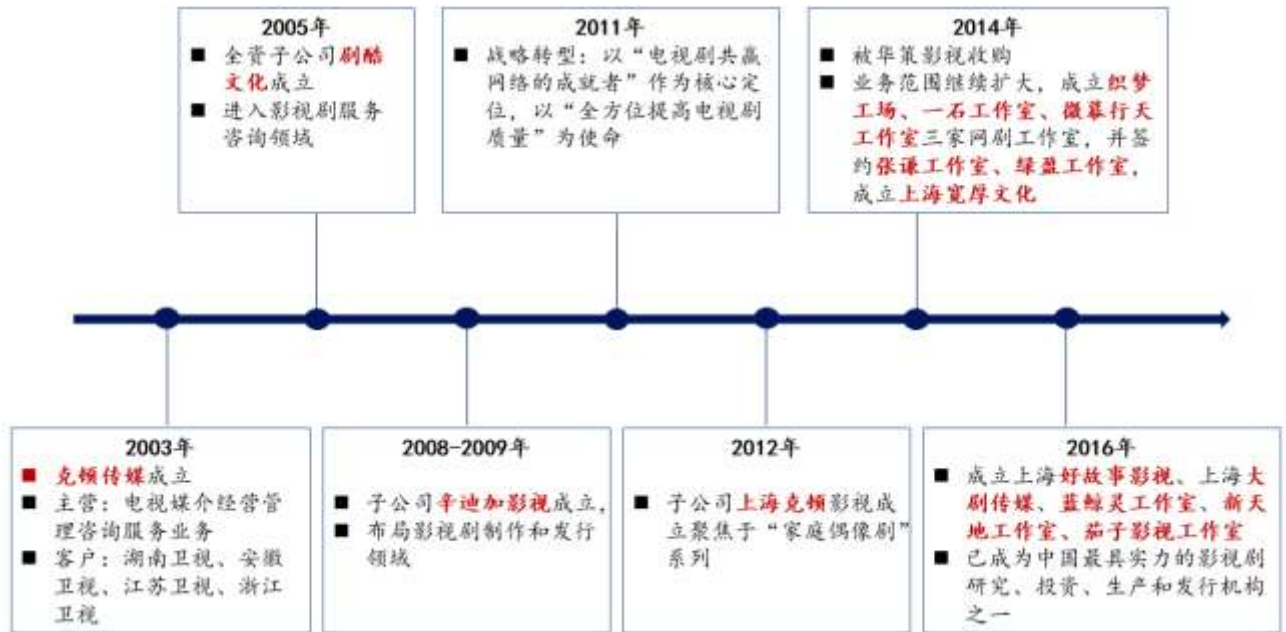 2005年
■ 全资子公司剧酷
文化成立
■ 进入影视剧服务
咨询领域
2011年
■ 战略转型：以“电视剧共赢
网络的成就者”作为核心定
位，以“全方位提高电视剧
质量”为使命
2014年
■ 被华策影视收购
■ 业务范围继续扩大，成立织梦
工场、一石工作室、微幕行天
工作室三家网剧工作室，并签
约张谦工作室、绿盈工作室，
成立上海宽厚文化
2003年
■ 克顿传媒成立
■ 主营：电视媒介经营管
理咨询服务业务
■ 客户：湖南卫视、安徽
卫视、江苏卫视、浙江
卫视
2008-2009年
■ 子公司辛迪加影视成立，
■ 布局影视剧制作和发行
领域
2012年
■ 子公司上海克顿影视成
立聚焦于“家庭偶像剧”
系列
2016年
■ 成立上海好故事影视、上海大
剧传媒、蓝鲸灵工作室、新天
地工作室、茄子影视工作室
■ 已成为中国最具实力的影视剧
研究、投资、生产和发行机构
之一